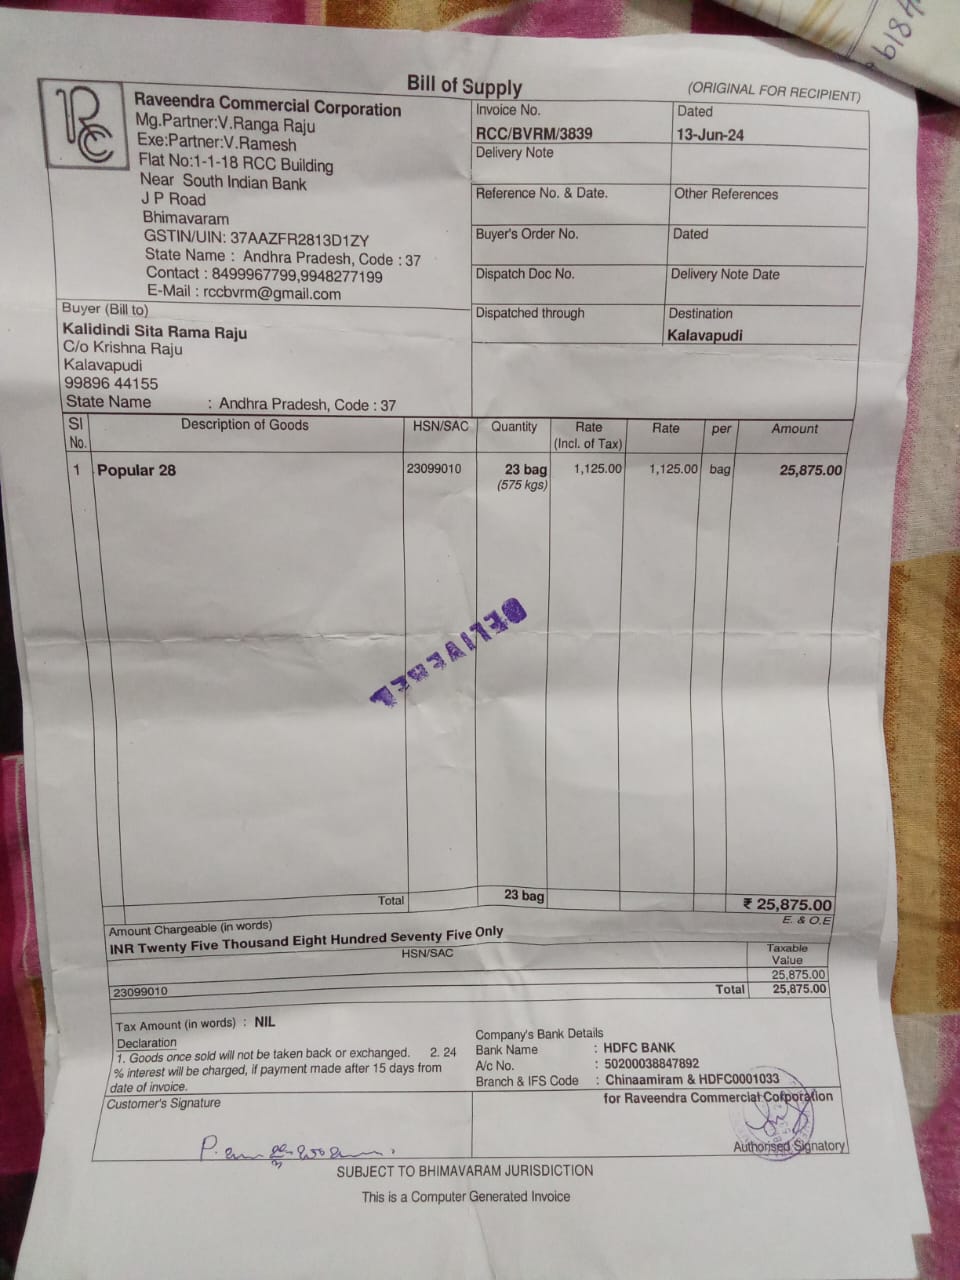 Bill of Supply
(ORIGINAL FOR RECIPIENT)
RCC
Raveendra Commercial Corporation
Mg.Partner:V.Ranga Raju
Exe:Partner:V.Ramesh
Flat No:1-1-18 RCC Building
Near South Indian Bank
J P Road
Bhimavaram
GSTIN/UIN: 37AAZFR2813D1ZY
State Name : Andhra Pradesh, Code : 37
Contact : 8499967799,9948277199
E-Mail : rccbvrm@gmail.com
Invoice No. Dated
RCC/BVRM/3839 13-Jun-24
Delivery Note
Reference No. & Date. Other References
Buyer's Order No. Dated
Dispatch Doc No. Delivery Note Date
Dispatched through Destination
Kalavapudi
Buyer (Bill to)
Kalidindi Sita Rama Raju
C/o Krishna Raju
Kalavapudi
99896 44155
State Name : Andhra Pradesh, Code : 37
Sl No. Description of Goods HSN/SAC Quantity Rate (Incl. of Tax) Rate per Amount
1 Popular 28 23099010 23 bag 1,125.00 1,125.00 bag 25,875.00
(575 kgs)
DELIVERED
Total 23 bag ₹ 25,875.00
Amount Chargeable (in words) E. & O.E
INR Twenty Five Thousand Eight Hundred Seventy Five Only
HSN/SAC Taxable Value
23099010 25,875.00
Total 25,875.00
Tax Amount (in words) : NIL
Declaration
1. Goods once sold will not be taken back or exchanged. 2. 24
% interest will be charged, if payment made after 15 days from
date of invoice.
Company's Bank Details
Bank Name : HDFC BANK
A/c No. : 50200038847892
Branch & IFS Code : Chinaamiram & HDFC0001033
Customer's Signature
for Raveendra Commercial Corporation
Authorised Signatory
SUBJECT TO BHIMAVARAM JURISDICTION
This is a Computer Generated Invoice